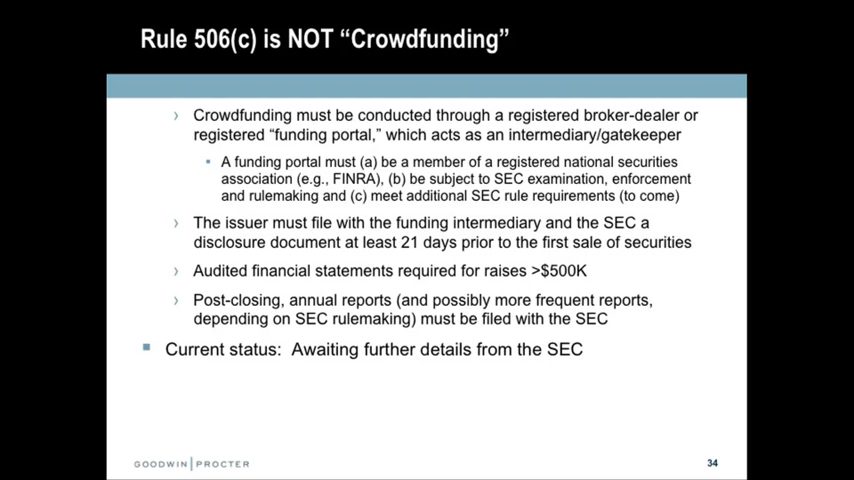 Rule 506(c) is NOT “Crowdfunding”
› Crowdfunding must be conducted through a registered broker-dealer or
registered “funding portal,” which acts as an intermediary/gatekeeper
▪ A funding portal must (a) be a member of a registered national securities
association (e.g., FINRA), (b) be subject to SEC examination, enforcement
and rulemaking and (c) meet additional SEC rule requirements (to come)
› The issuer must file with the funding intermediary and the SEC a
disclosure document at least 21 days prior to the first sale of securities
› Audited financial statements required for raises >$500K
› Post-closing, annual reports (and possibly more frequent reports,
depending on SEC rulemaking) must be filed with the SEC
▪ Current status: Awaiting further details from the SEC
GOODWIN | PROCTER
34